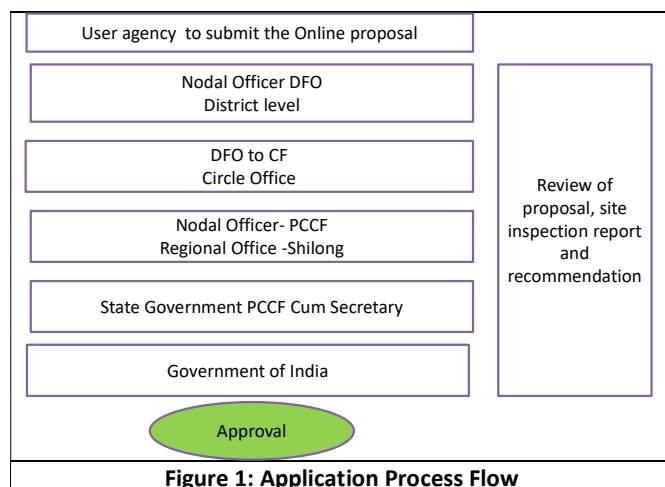 User agency to submit the Online proposal
Nodal Officer DFO
District level
DFO to CF
Circle Office
Nodal Officer- PCCF
Regional Office -Shilong
State Government PCCF Cum Secretary
Government of India
Approval
Review of
proposal, site
inspection report
and
recommendation
Figure 1: Application Process Flow